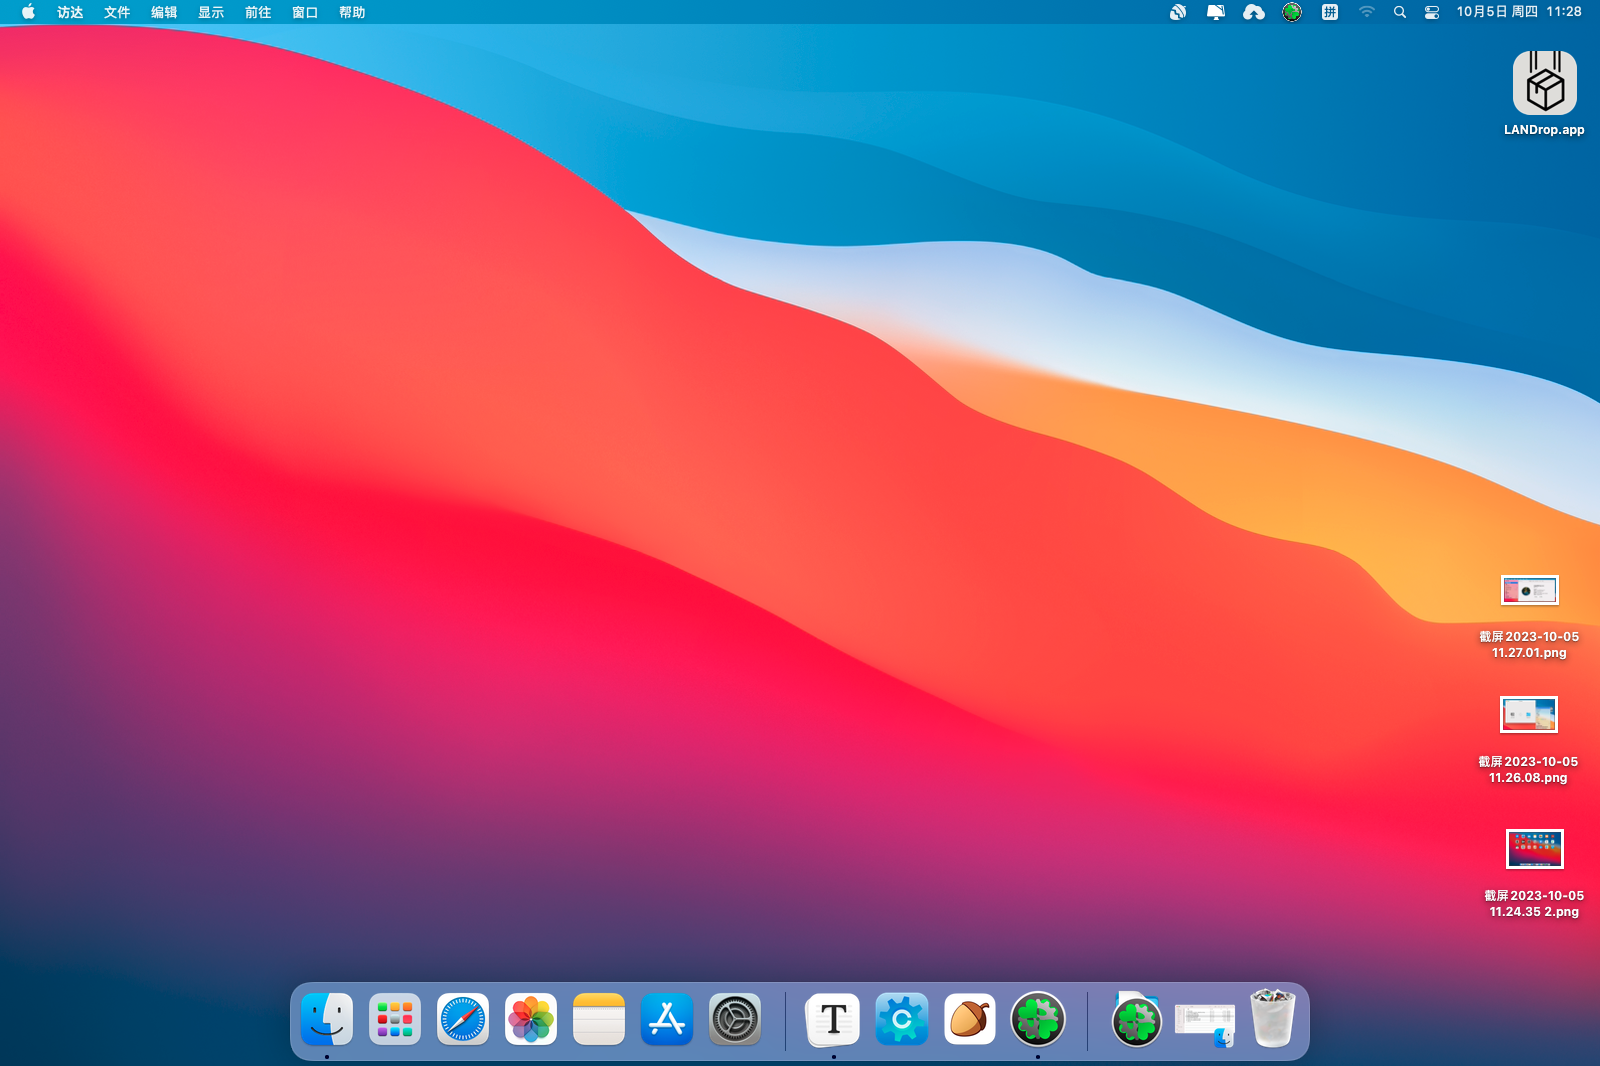 访达 文件 编辑 显示 前往 窗口 帮助
拼 10月5日 周四 11:28
LANDrop.app
截屏2023-10-05
11.27.01.png
截屏2023-10-05
11.26.08.png
截屏2023-10-05
11.24.35 2.png
T
C